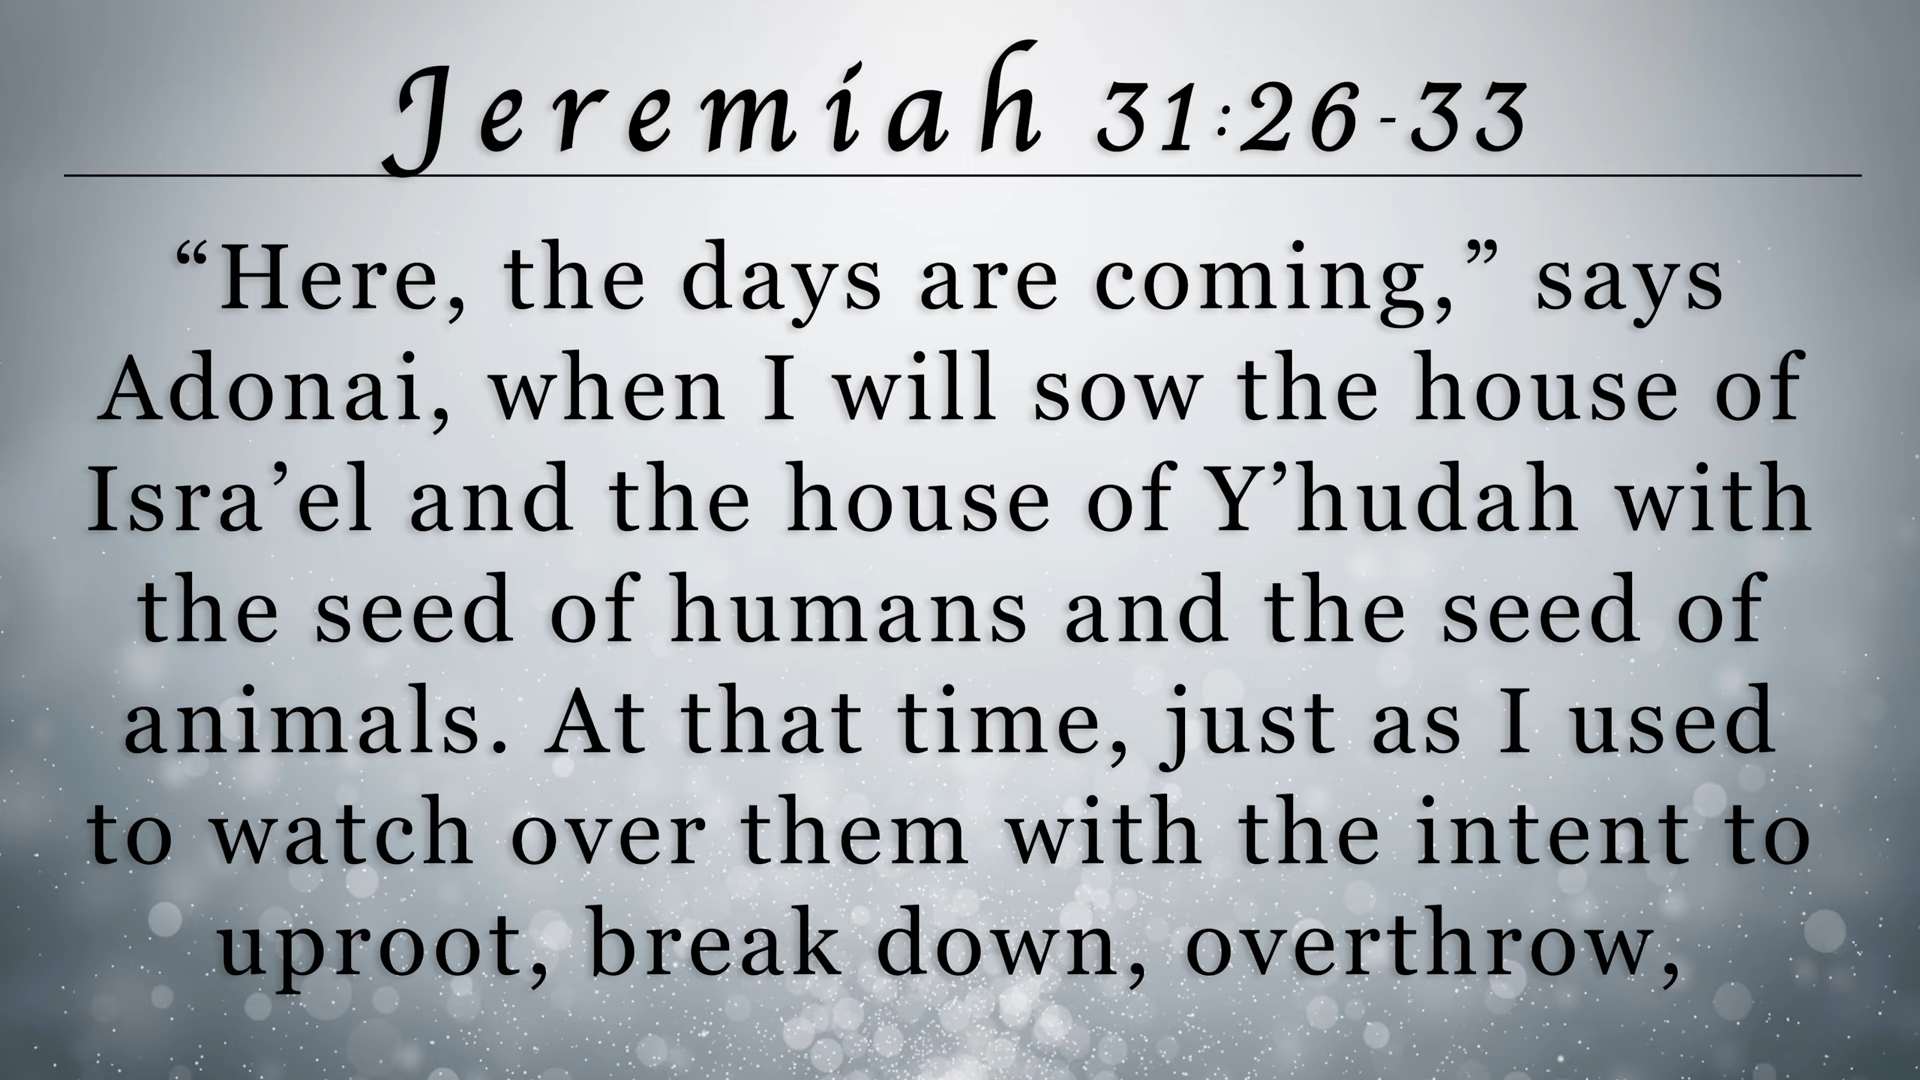 Jeremiah 31:26-33
“Here, the days are coming,” says
Adonai, when I will sow the house of
Isra’el and the house of Y’hudah with
the seed of humans and the seed of
animals. At that time, just as I used
to watch over them with the intent to
uproot, break down, overthrow,